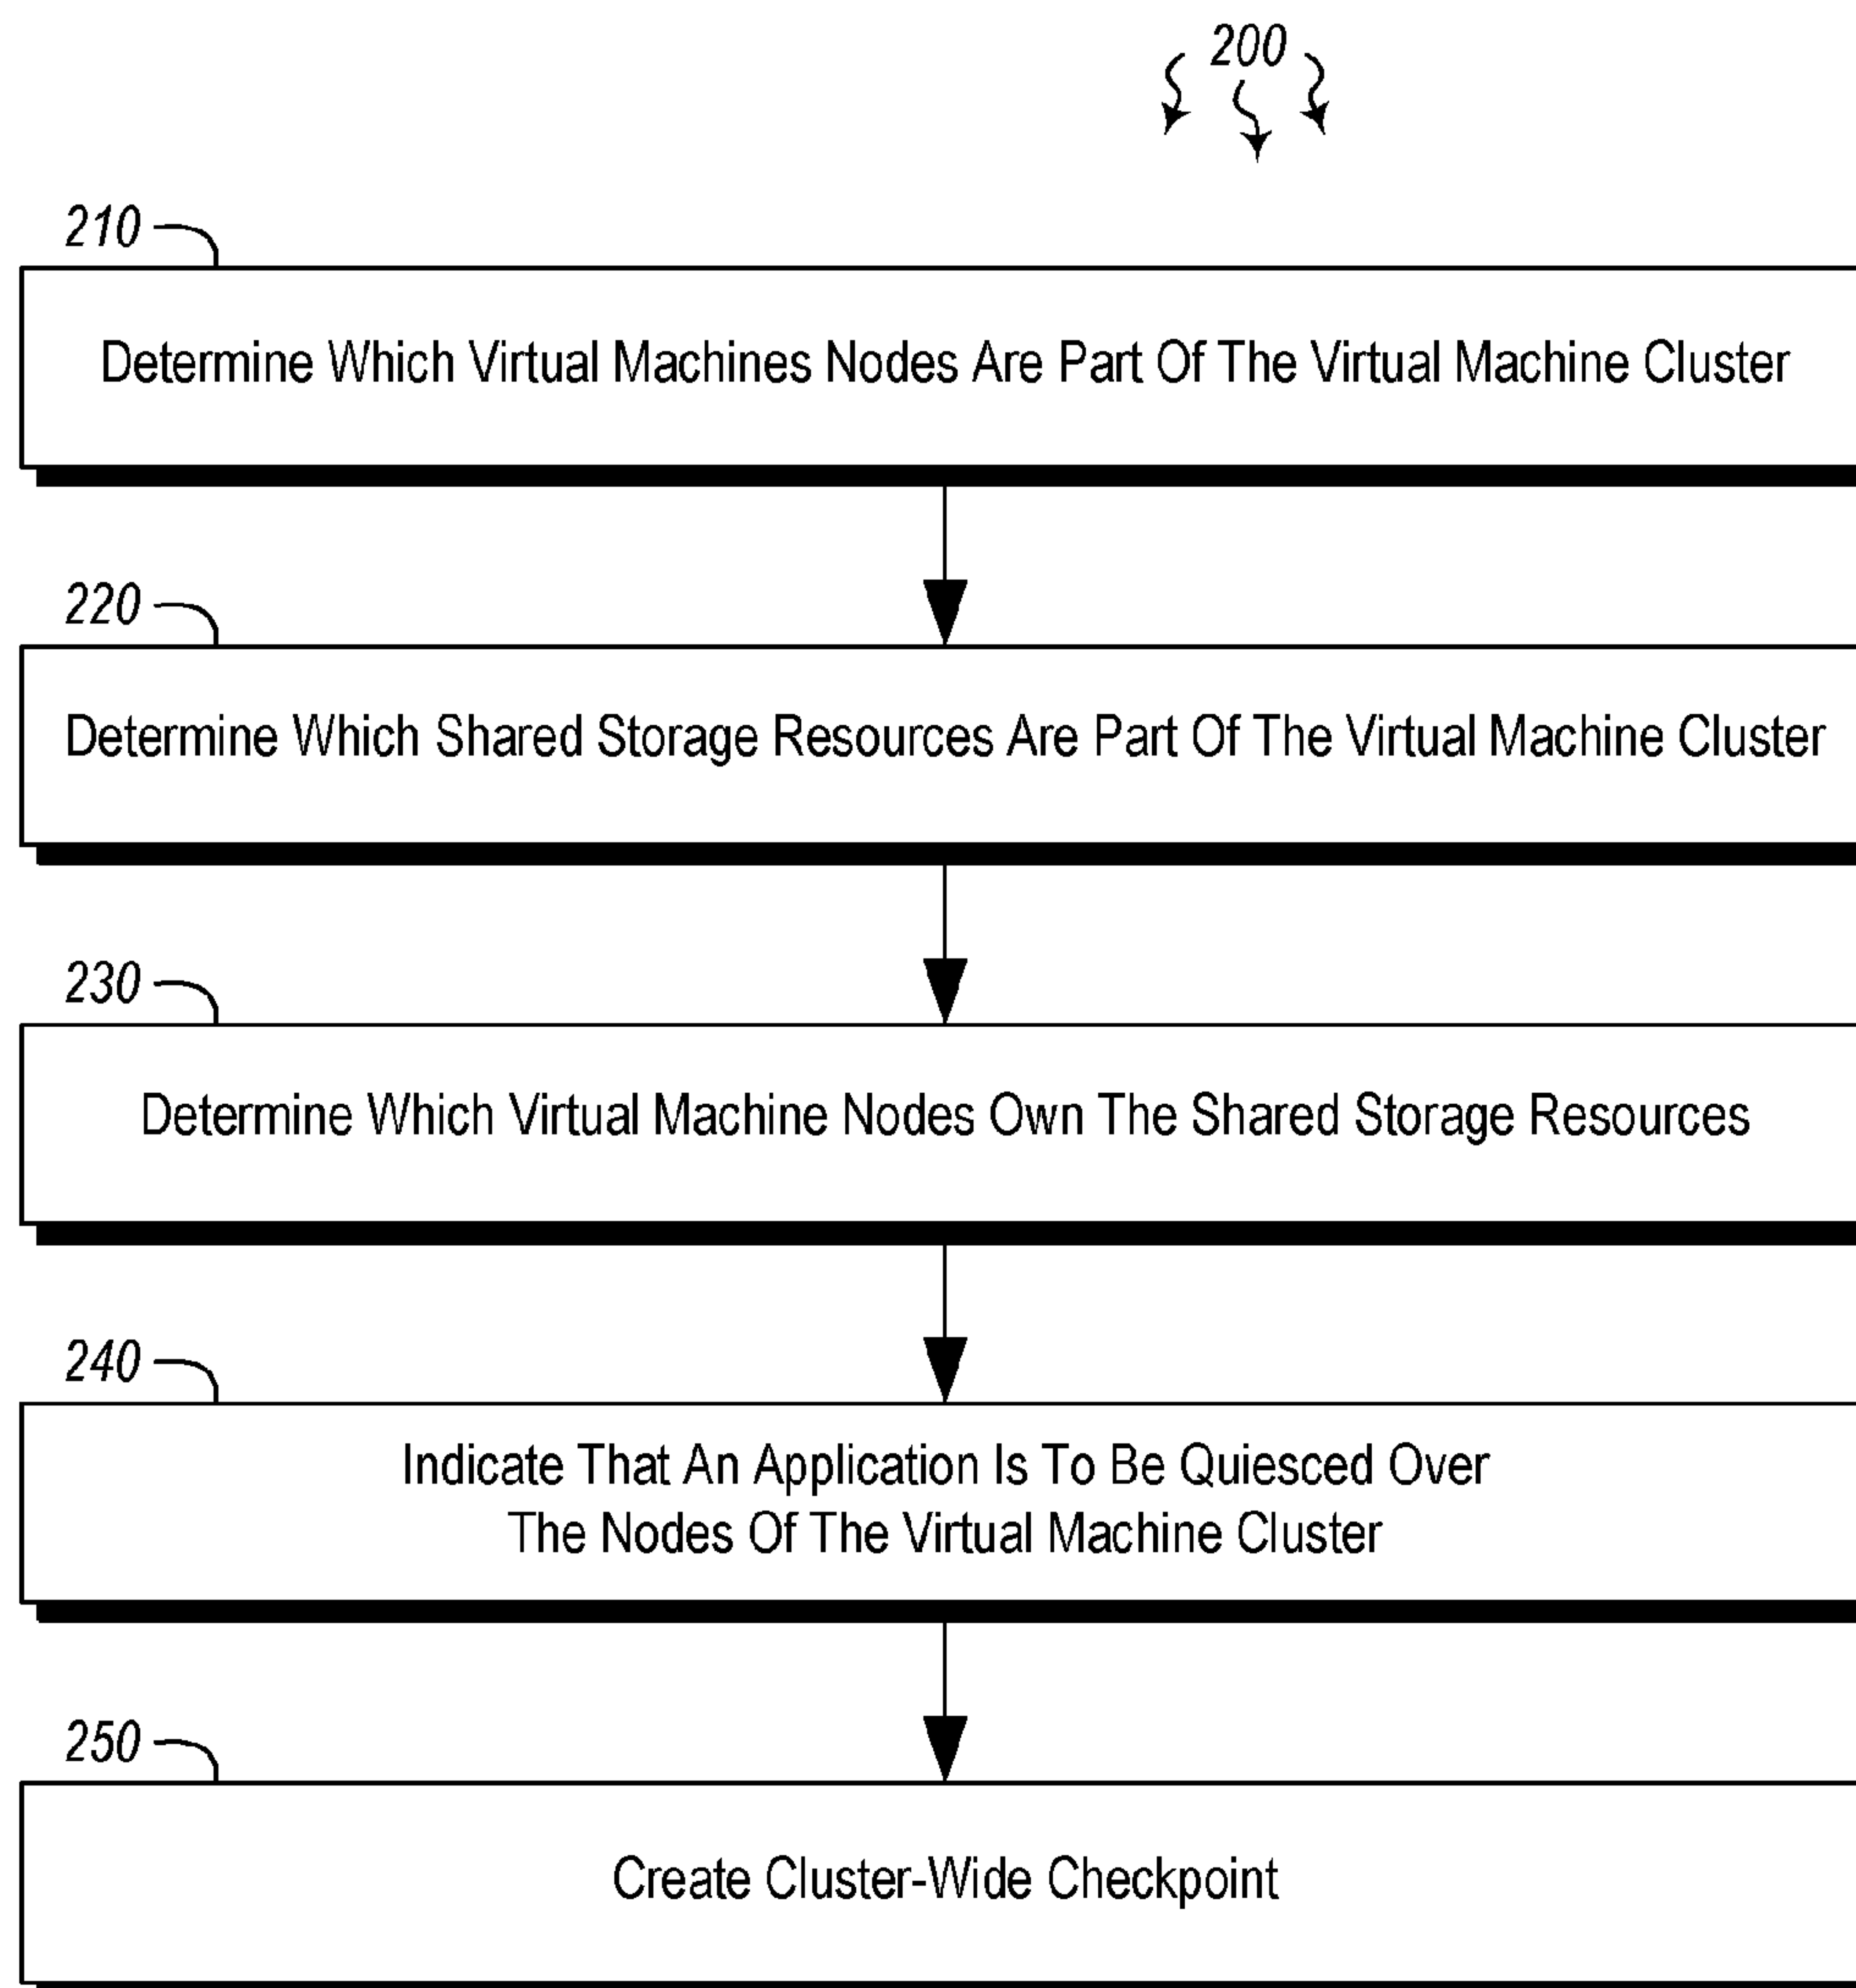 200
210
Determine Which Virtual Machines Nodes Are Part Of The Virtual Machine Cluster
220
Determine Which Shared Storage Resources Are Part Of The Virtual Machine Cluster
230
Determine Which Virtual Machine Nodes Own The Shared Storage Resources
240
Indicate That An Application Is To Be Quiesced Over
The Nodes Of The Virtual Machine Cluster
250
Create Cluster-Wide Checkpoint